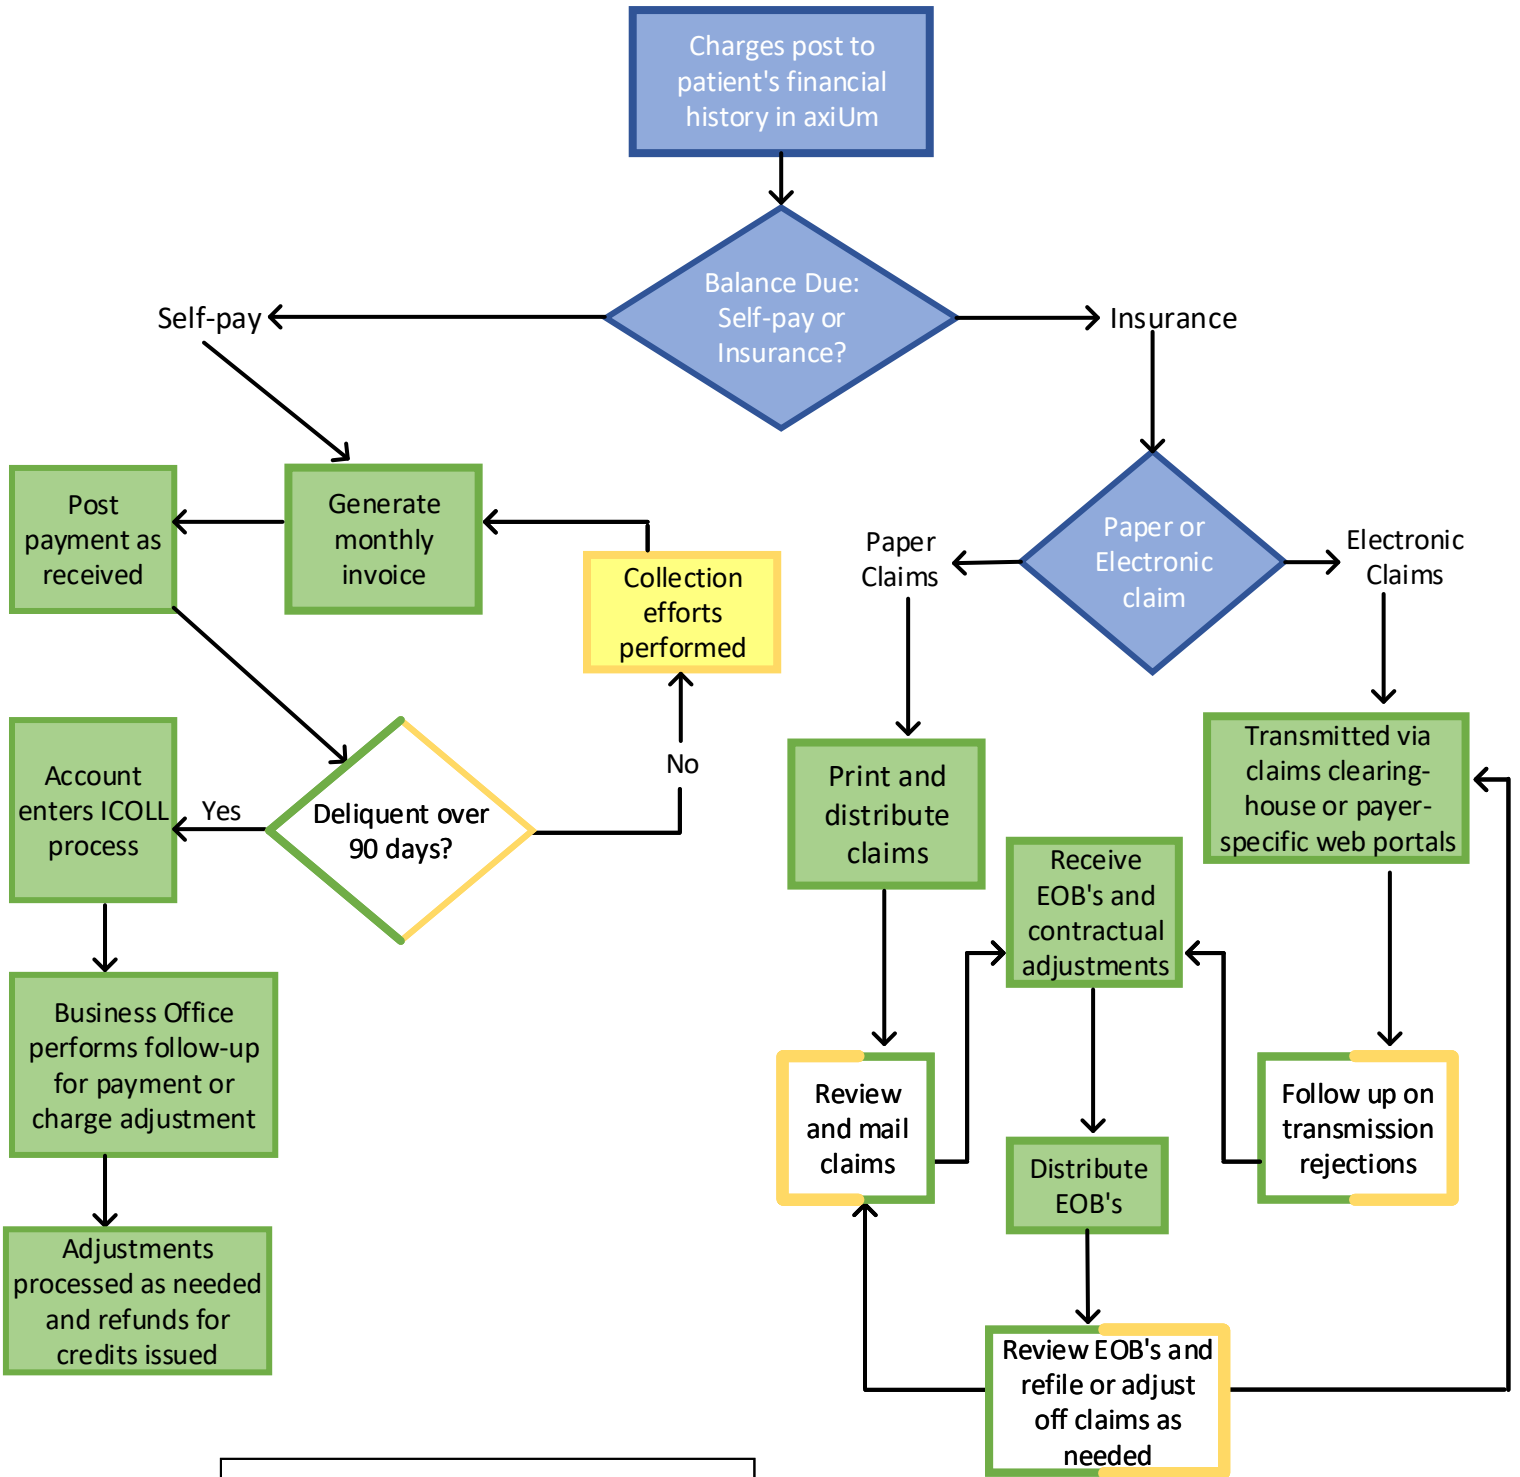 Charges post to
patient's financial
history in axiUm
Balance Due:
Self-pay or
Insurance?
Self-pay
Insurance
Post
payment as
received
Generate
monthly
invoice
Collection
efforts
performed
Paper
Claims
Paper or
Electronic
claim
Electronic
Claims
Account
enters ICOLL
process
Yes
Deliquent over
90 days?
No
Print and
distribute
claims
Transmitted via
claims clearing-
house or payer-
specific web portals
Receive
EOB's and
contractual
adjustments
Business Office
performs follow-up
for payment or
charge adjustment
Review
and mail
claims
Distribute
EOB's
Follow up on
transmission
rejections
Adjustments
processed as needed
and refunds for
credits issued
Review EOB's and
refile or adjust
off claims as
needed